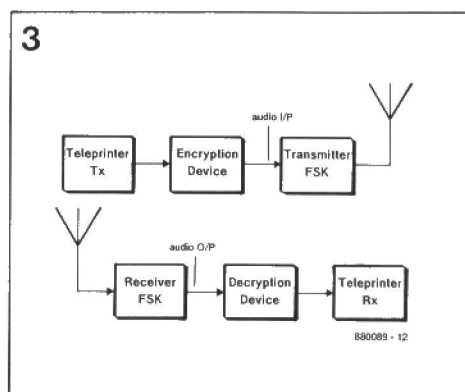 3
audio I/P
Teleprinter
Tx
Encryption
Device
Transmitter
FSK
audio O/P
Receiver
FSK
Decryption
Device
Teleprinter
Rx
880089 - 12